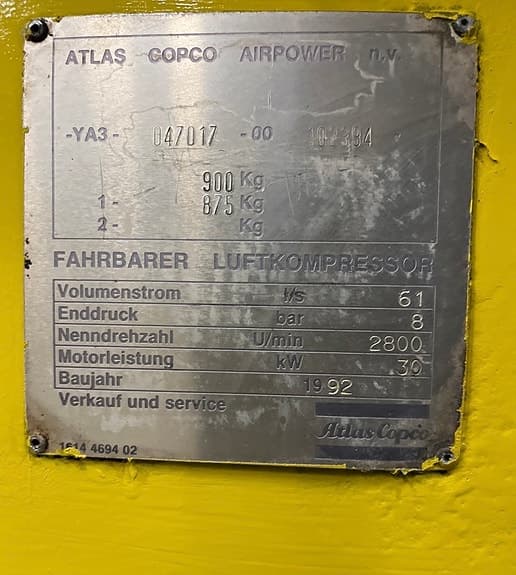 ATLAS COPCO AIRPOWER n.v.
-YA3- 047017 -00
900 Kg
1- 875 Kg
2- Kg
FAHRBARER LUFTKOMPRESSOR
Volumenstrom l/s 61
Enddruck bar 8
Nenndrehzahl U/min 2800
Motorleistung kW 30
Baujahr 1992
Verkauf und service
Atlas Copco
1614 4694 02